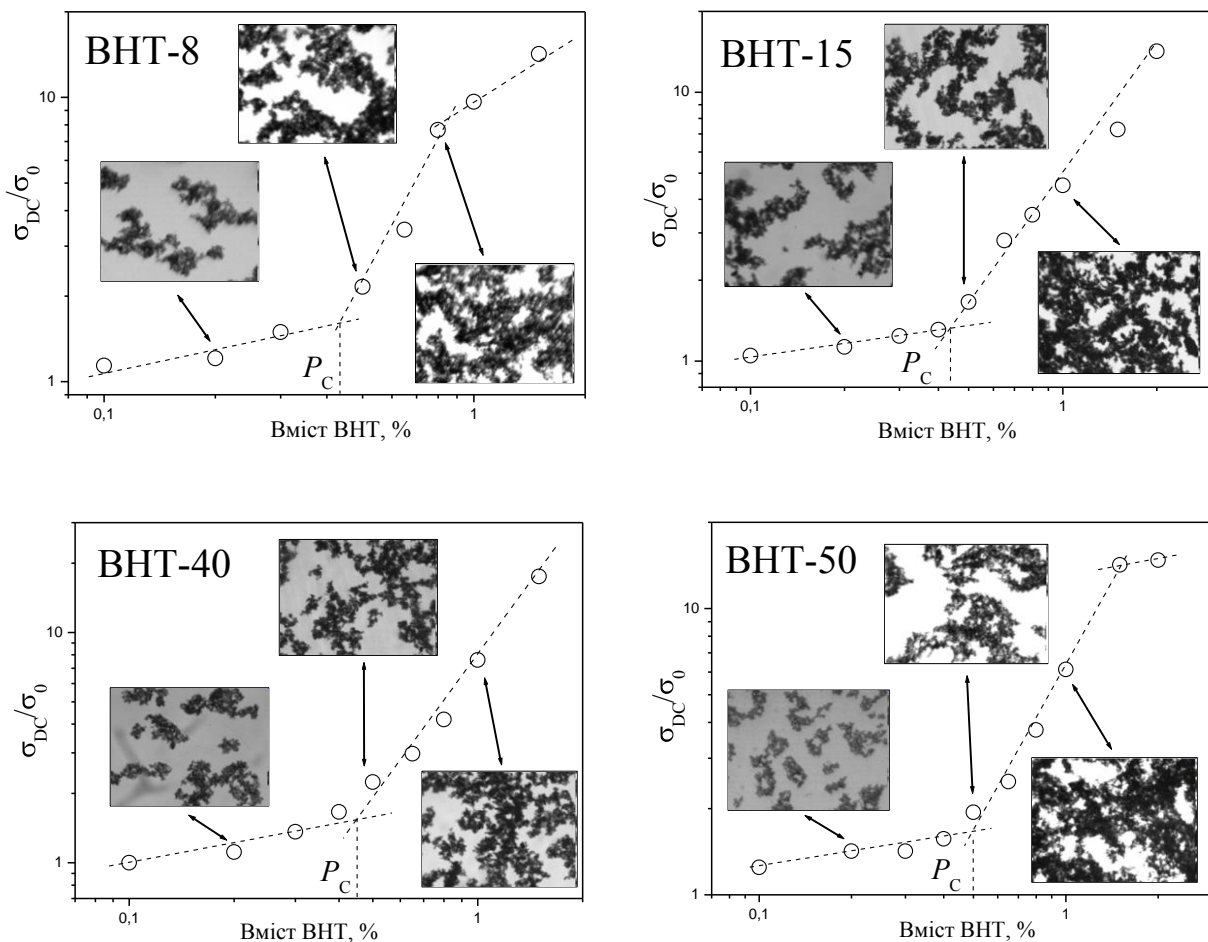 ВНТ-8
σDC/σ0
10
1
PC
0,1
1
Вміст ВНТ, %
ВНТ-15
σDC/σ0
10
1
PC
0,1
1
Вміст ВНТ, %
ВНТ-40
σDC/σ0
10
1
PC
0,1
1
Вміст ВНТ, %
ВНТ-50
σDC/σ0
10
1
PC
0,1
1
Вміст ВНТ, %